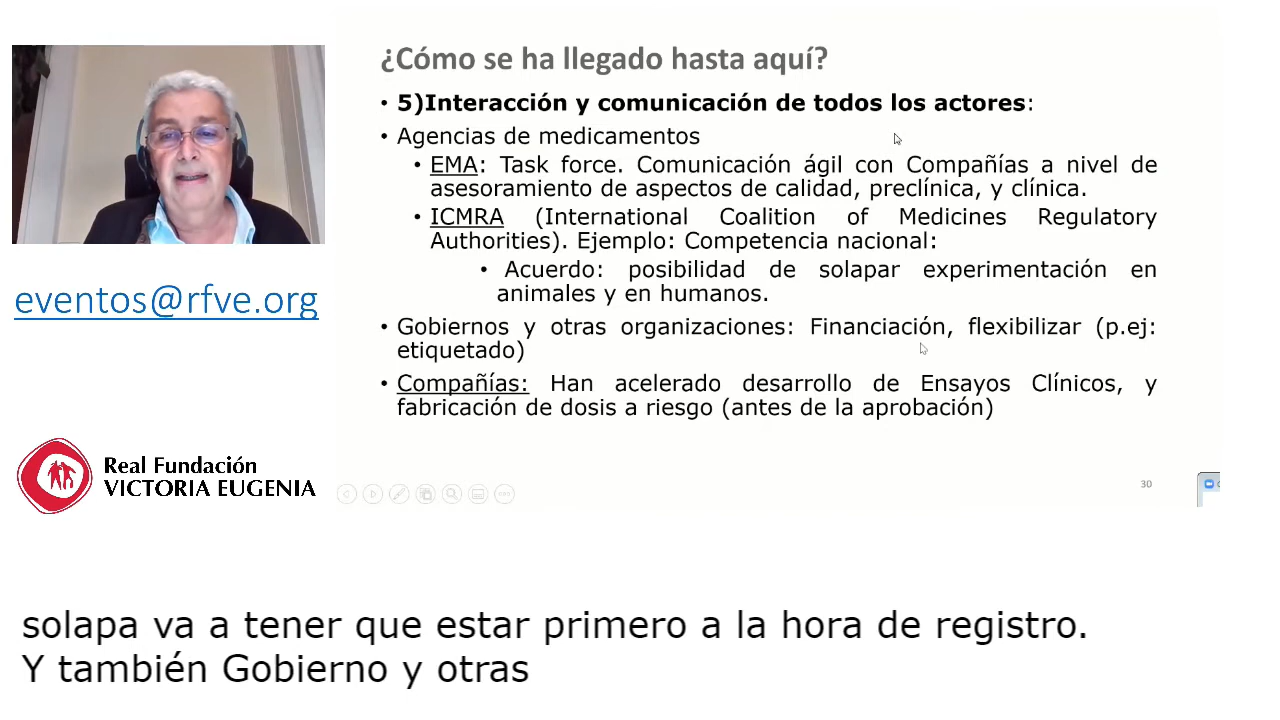 ¿Cómo se ha llegado hasta aquí?
• 5)Interacción y comunicación de todos los actores:
• Agencias de medicamentos
• EMA: Task force. Comunicación ágil con Compañías a nivel de
asesoramiento de aspectos de calidad, preclínica, y clínica.
• ICMRA (International Coalition of Medicines Regulatory
Authorities). Ejemplo: Competencia nacional:
• Acuerdo: posibilidad de solapar experimentación en
animales y en humanos.
• Gobiernos y otras organizaciones: Financiación, flexibilizar (p.ej:
etiquetado)
• Compañías: Han acelerado desarrollo de Ensayos Clínicos, y
fabricación de dosis a riesgo (antes de la aprobación)
30
eventos@rfve.org
Real Fundación
VICTORIA EUGENIA
solapa va a tener que estar primero a la hora de registro.
Y también Gobierno y otras